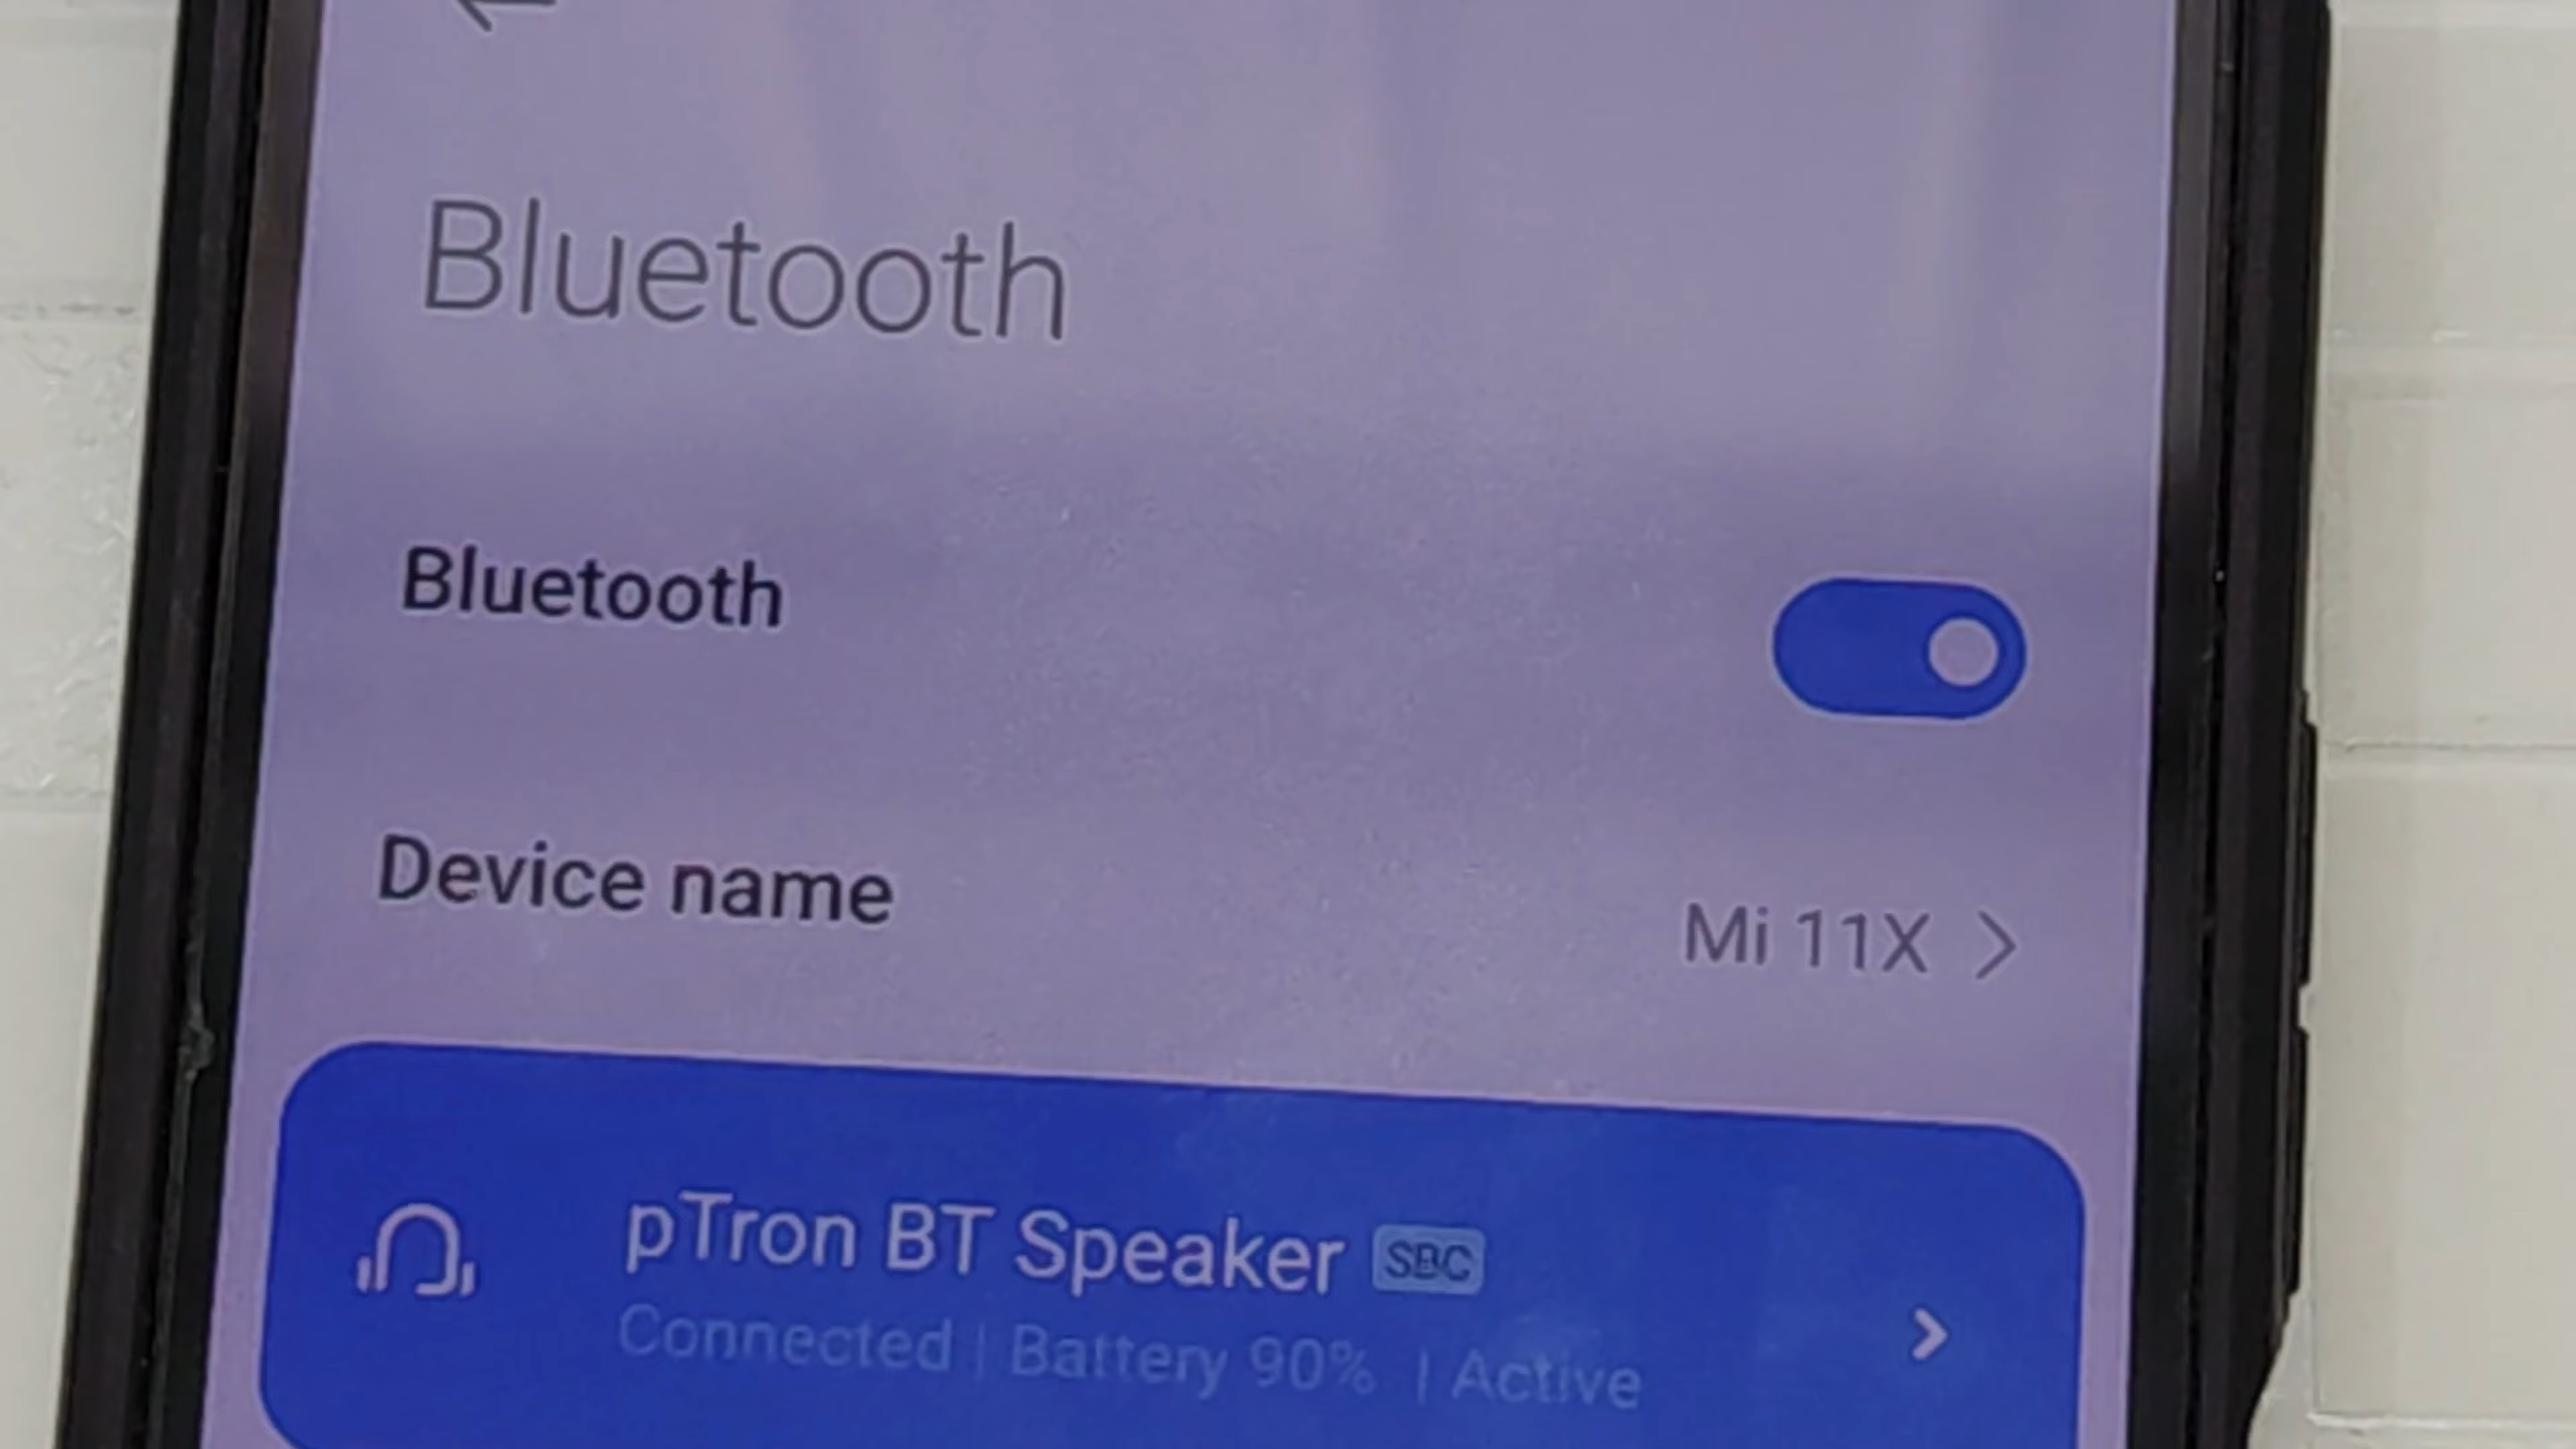 Bluetooth
Bluetooth
Device name
Mi 11X
pTron BT Speaker SBC
Connected | Battery 90% | Active